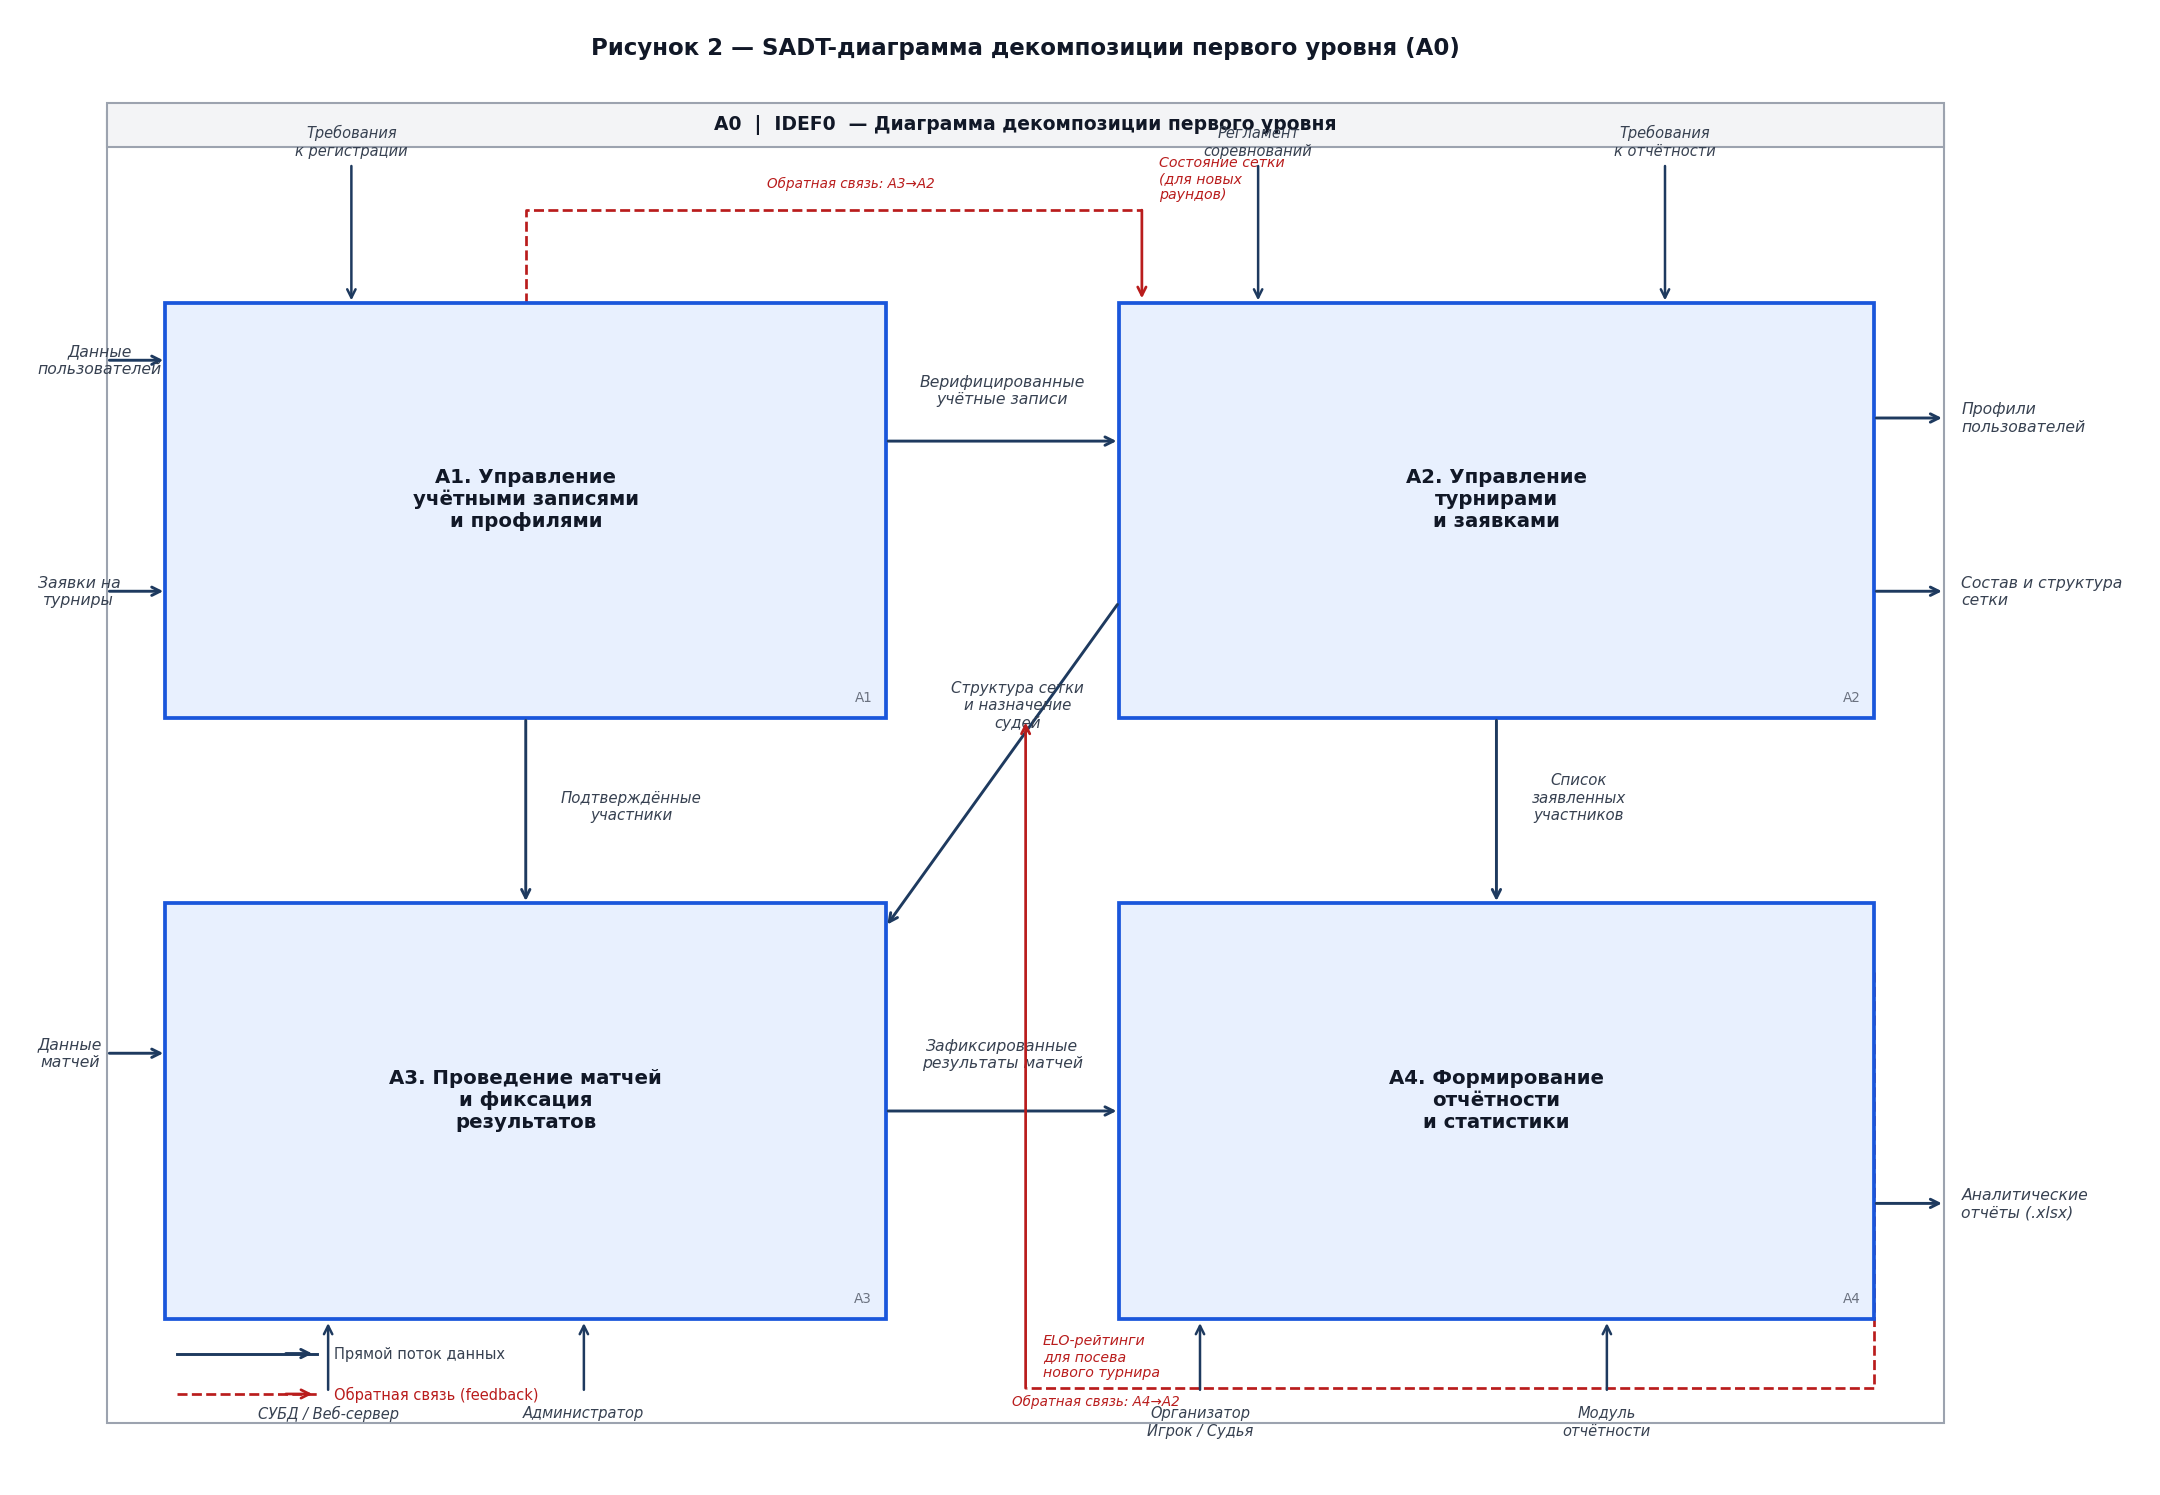 Рисунок 2 — SADT-диаграмма декомпозиции первого уровня (А0)
А0 | IDEF0 — Диаграмма декомпозиции первого уровня
Требования
к регистрации
Регламент
соревнований
Требования
к отчётности
Обратная связь: А3→А2
Состояние сетки
(для новых
раундов)
Данные
пользователей
Верифицированные
учётные записи
Профили
пользователей
А1. Управление
учётными записями
и профилями
А2. Управление
турнирами
и заявками
Заявки на
турниры
Состав и структура
сетки
А1
А2
Структура сетки
и назначение
судей
Подтверждённые
участники
Список
заявленных
участников
Данные
матчей
Зафиксированные
результаты матчей
А3. Проведение матчей
и фиксация
результатов
А4. Формирование
отчётности
и статистики
Аналитические
отчёты (.xlsx)
А3
А4
Прямой поток данных
Обратная связь (feedback)
ELO-рейтинги
для посева
нового турнира
Обратная связь: А4→А2
СУБД / Веб-сервер
Администратор
Организатор
Игрок / Судья
Модуль
отчётности